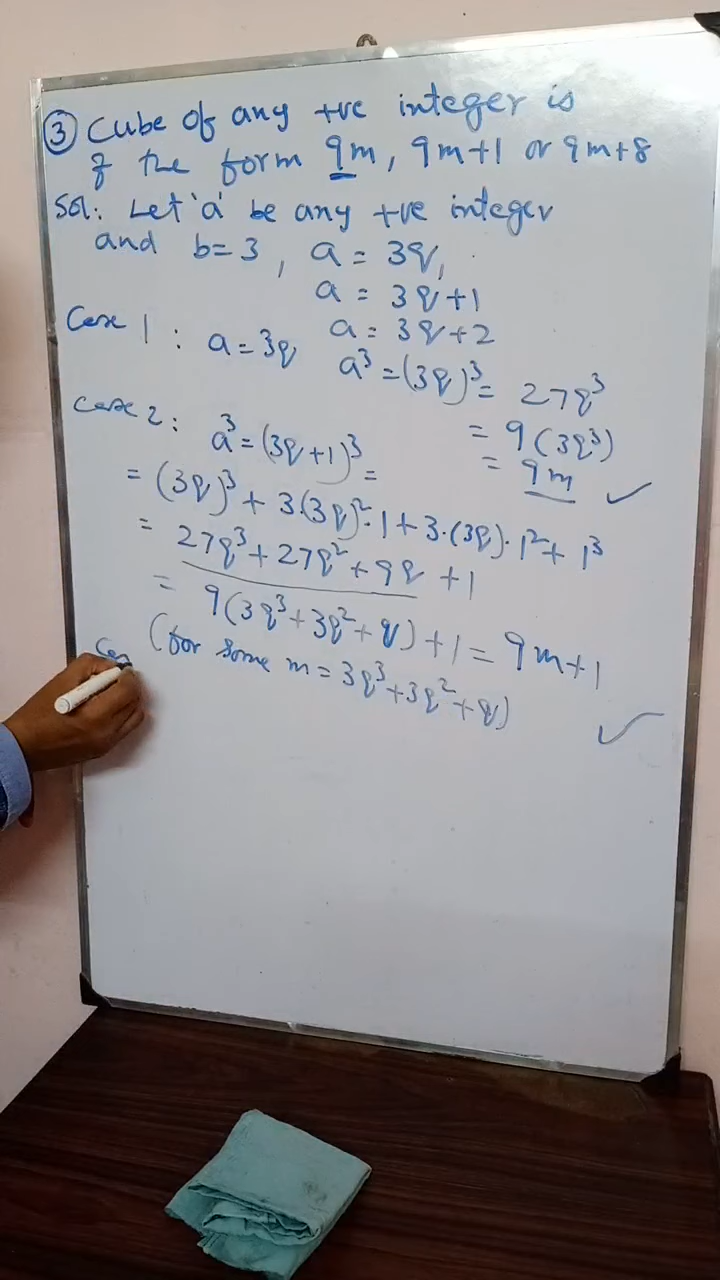 ③ Cube of any +ve integer is
of the form 9m, 9m+1 or 9m+8
Sol: Let 'a' be any +ve integer
and b=3, a = 3q,
a = 3q+1
a = 3q+2
Case 1 : a = 3q a³ = (3q)³ = 27q³
= 9(3q³)
= 9m ✓
Case 2: a³ = (3q+1)³ =
= (3q)³ + 3.(3q)².1 + 3.(3q).1² + 1³
= 27q³ + 27q² + 9q + 1
= 9(3q³+3q²+q) + 1 = 9m+1
(for some m = 3q³+3q²+q) ✓
Cas